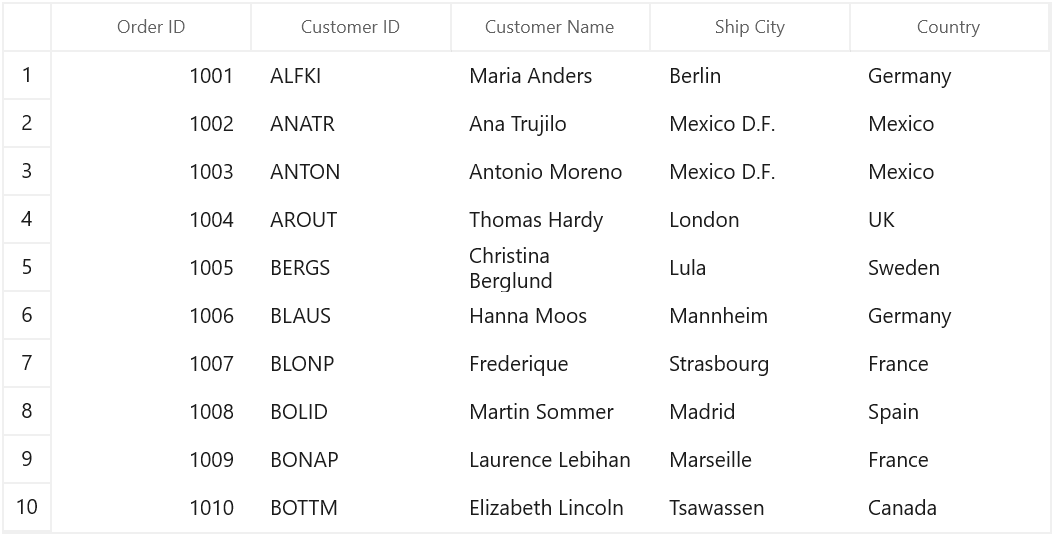 Order ID Customer ID Customer Name Ship City Country
1 1001 ALFKI Maria Anders Berlin Germany
2 1002 ANATR Ana Trujilo Mexico D.F. Mexico
3 1003 ANTON Antonio Moreno Mexico D.F. Mexico
4 1004 AROUT Thomas Hardy London UK
5 1005 BERGS Christina Berglund Lula Sweden
6 1006 BLAUS Hanna Moos Mannheim Germany
7 1007 BLONP Frederique Strasbourg France
8 1008 BOLID Martin Sommer Madrid Spain
9 1009 BONAP Laurence Lebihan Marseille France
10 1010 BOTTM Elizabeth Lincoln Tsawassen Canada